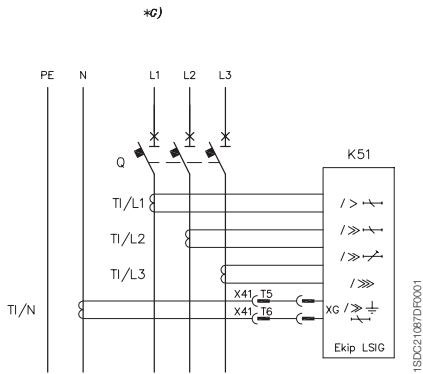 *G)
PE N L1 L2 L3
Q
K51
TI/L1
/>
TI/L2
/≫
/≫
TI/L3
/⋙
X41 T5
TI/N
XG /≫
X41 T6
Ekip LSIG
1SDC21087DF0001